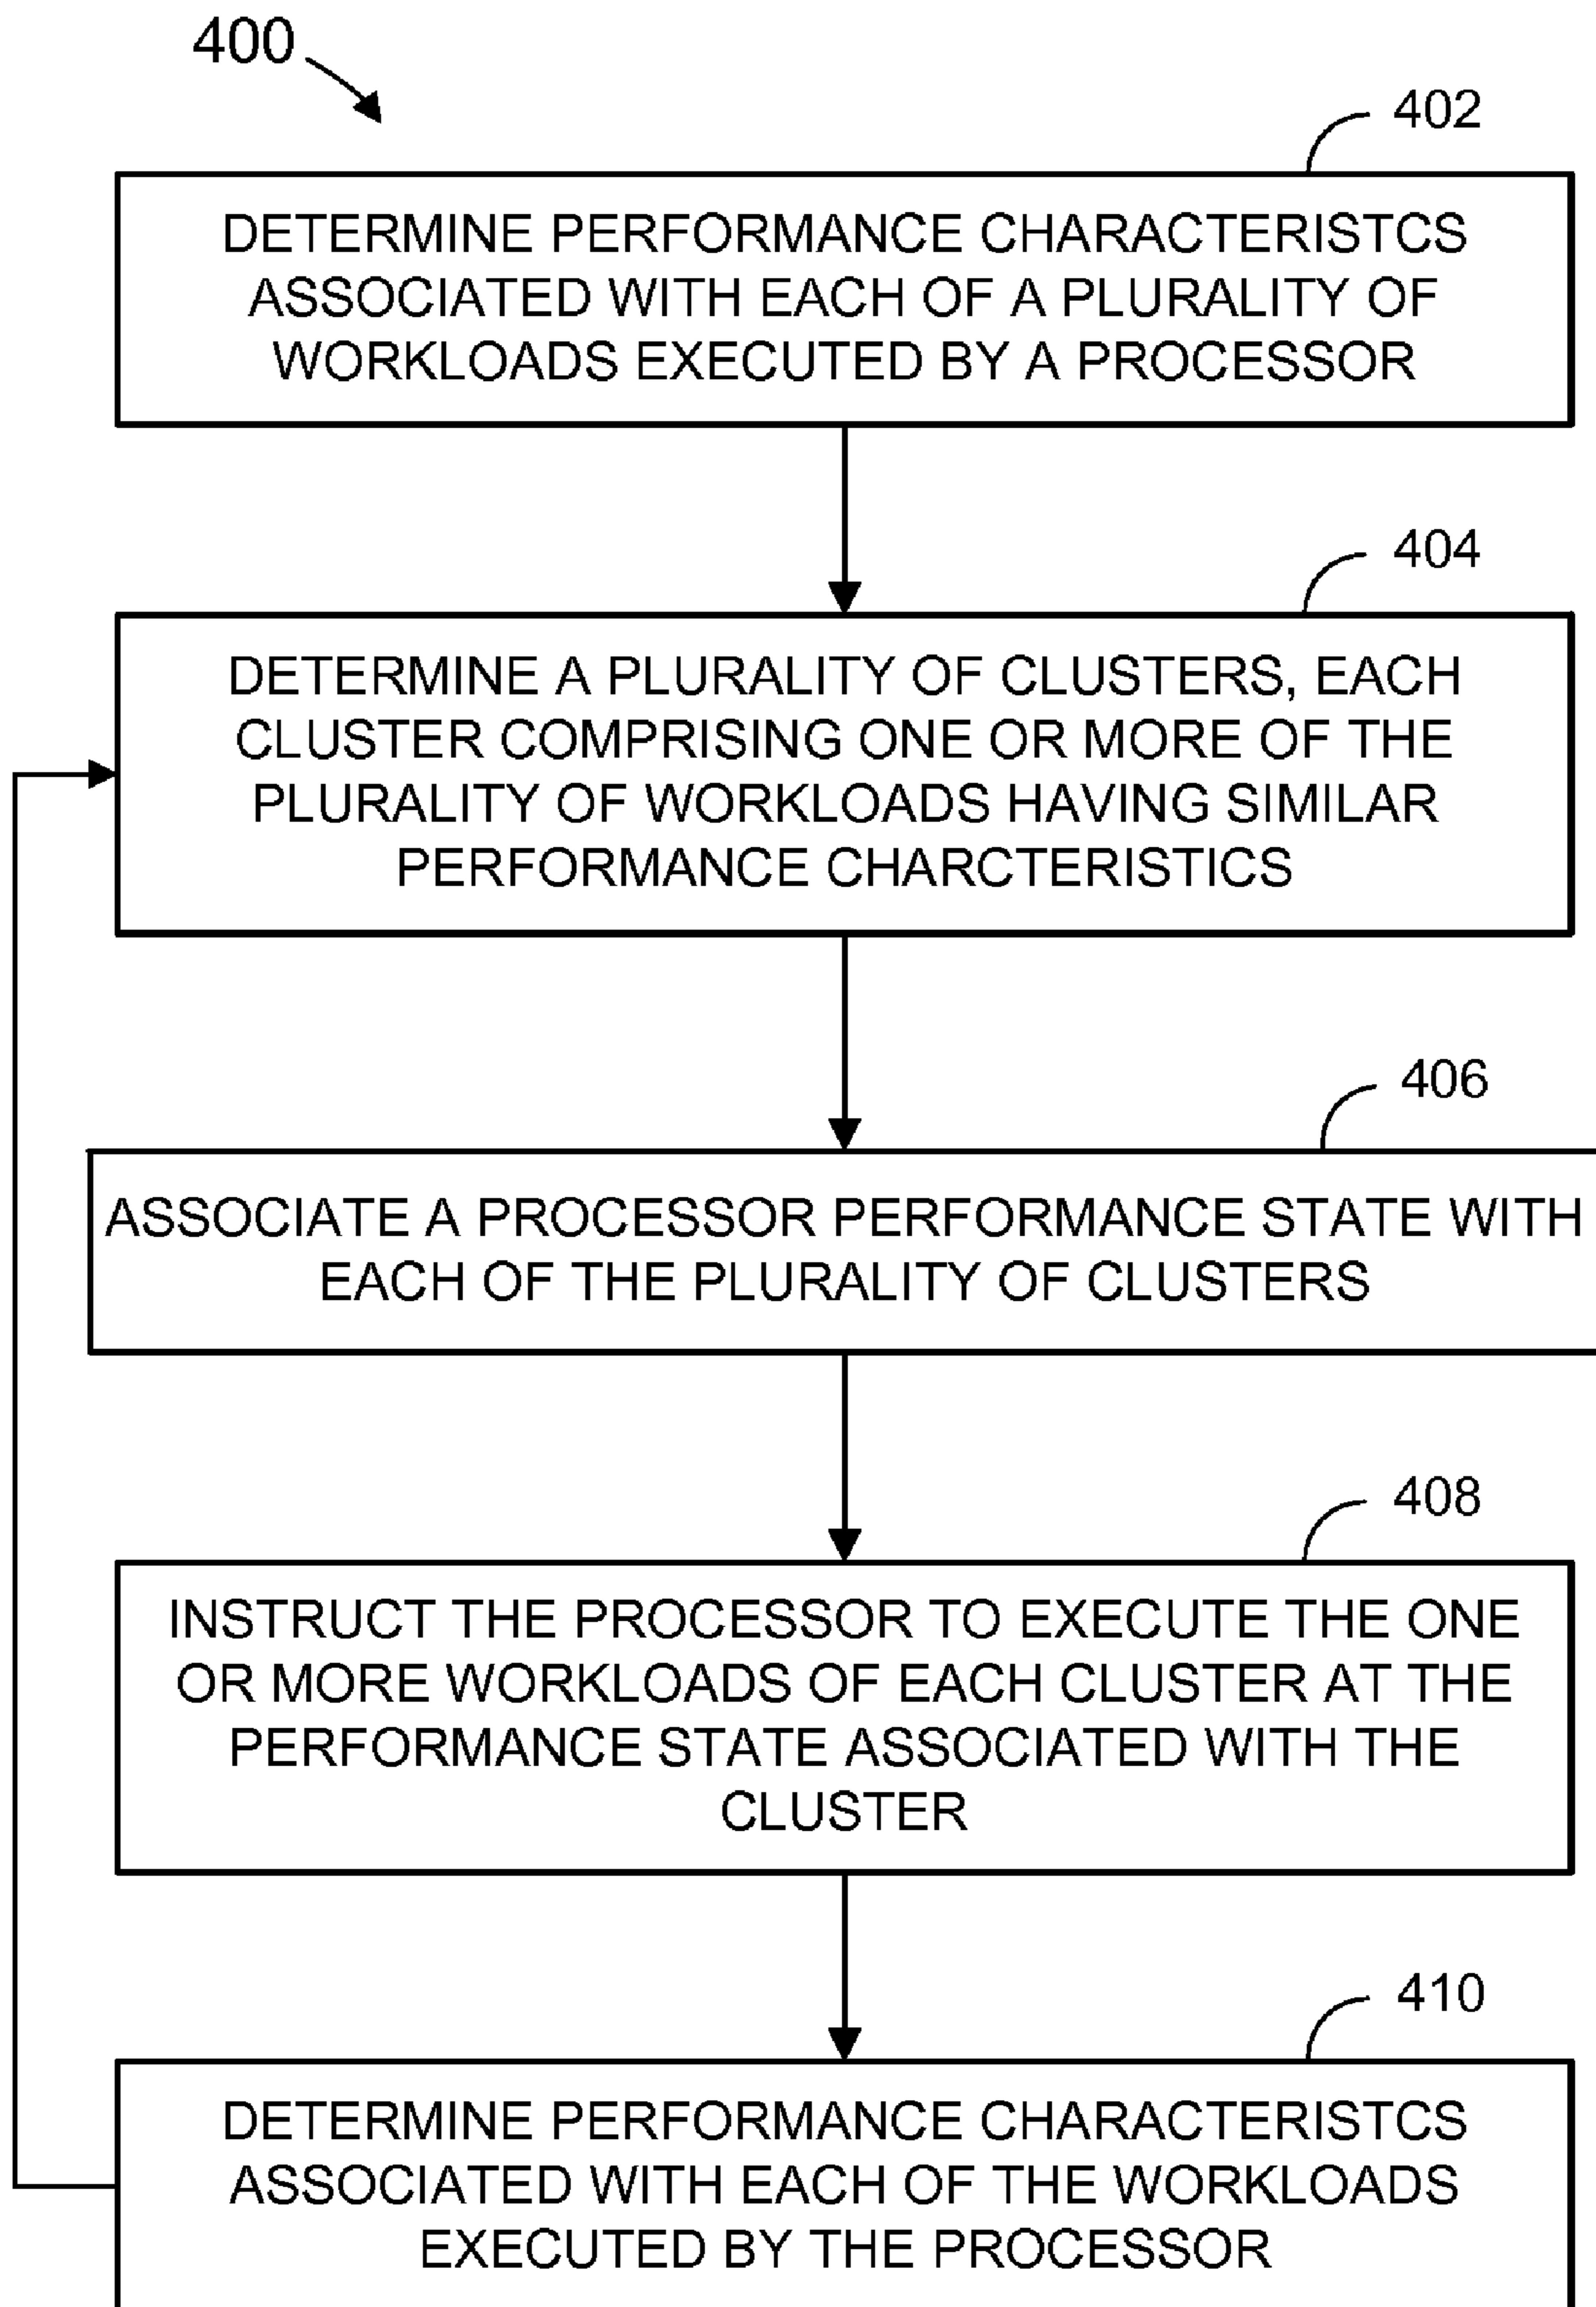 400
402
DETERMINE PERFORMANCE CHARACTERISTCS
ASSOCIATED WITH EACH OF A PLURALITY OF
WORKLOADS EXECUTED BY A PROCESSOR
404
DETERMINE A PLURALITY OF CLUSTERS, EACH
CLUSTER COMPRISING ONE OR MORE OF THE
PLURALITY OF WORKLOADS HAVING SIMILAR
PERFORMANCE CHARCTERISTICS
406
ASSOCIATE A PROCESSOR PERFORMANCE STATE WITH
EACH OF THE PLURALITY OF CLUSTERS
408
INSTRUCT THE PROCESSOR TO EXECUTE THE ONE
OR MORE WORKLOADS OF EACH CLUSTER AT THE
PERFORMANCE STATE ASSOCIATED WITH THE
CLUSTER
410
DETERMINE PERFORMANCE CHARACTERISTCS
ASSOCIATED WITH EACH OF THE WORKLOADS
EXECUTED BY THE PROCESSOR